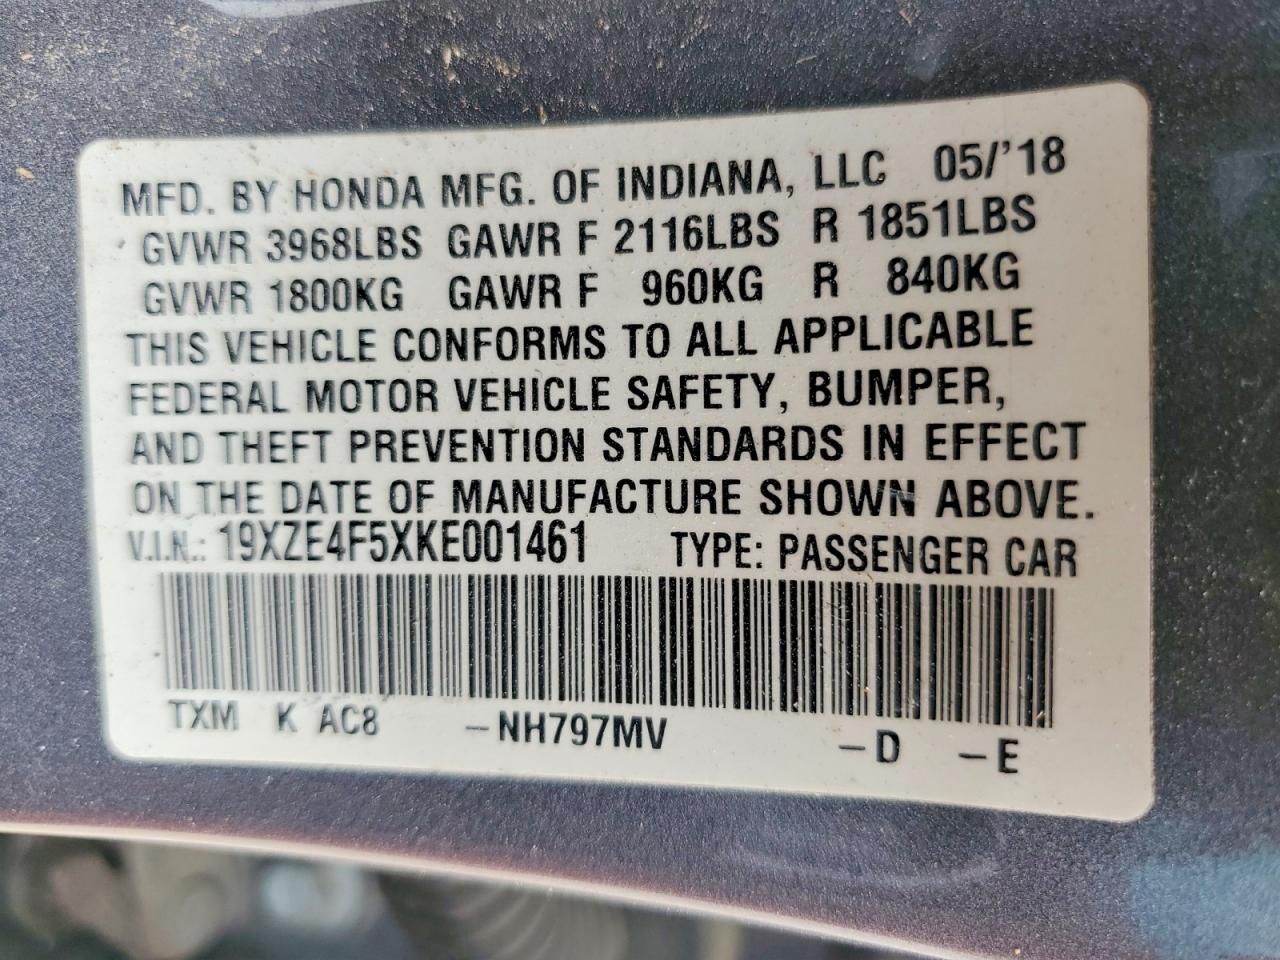 MFD. BY HONDA MFG. OF INDIANA, LLC 05/'18
GVWR 3968LBS GAWR F 2116LBS R 1851LBS
GVWR 1800KG GAWR F 960KG R 840KG
THIS VEHICLE CONFORMS TO ALL APPLICABLE
FEDERAL MOTOR VEHICLE SAFETY, BUMPER,
AND THEFT PREVENTION STANDARDS IN EFFECT
ON THE DATE OF MANUFACTURE SHOWN ABOVE.
V.I.N.: 19XZE4F5XKE001461 TYPE: PASSENGER CAR
TXM K AC8 -NH797MV -D -E